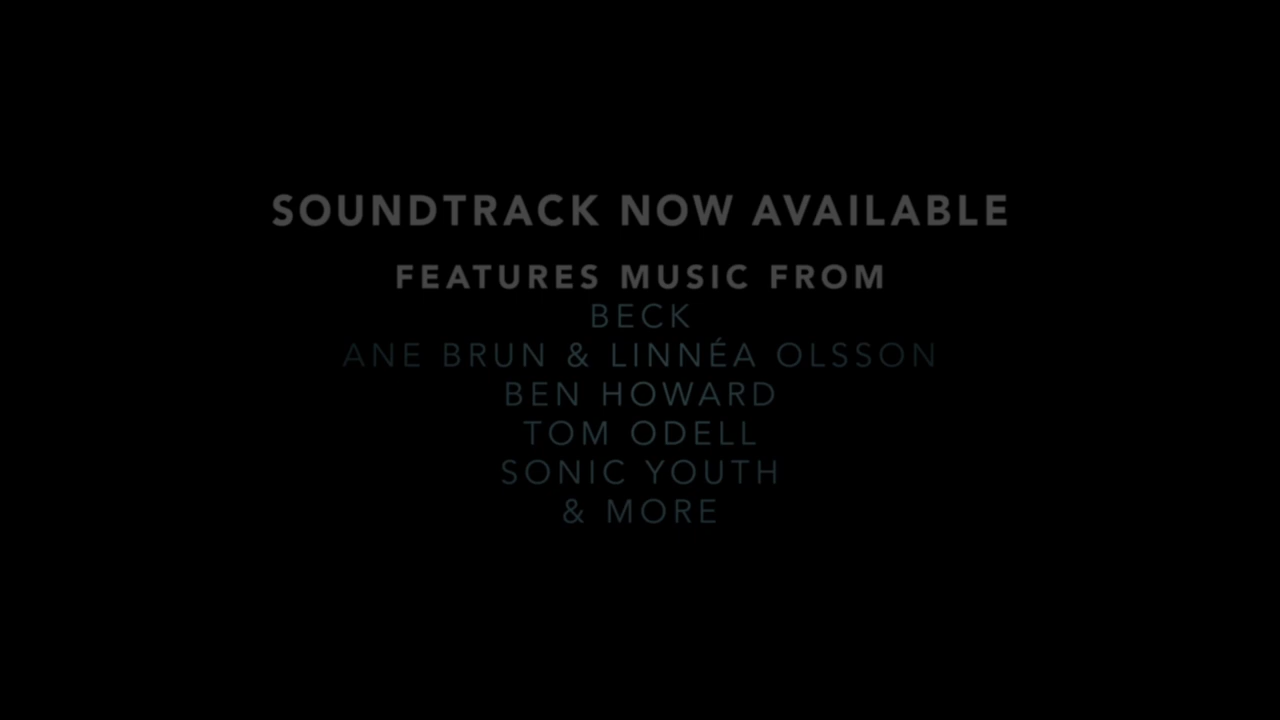 SOUNDTRACK NOW AVAILABLE
FEATURES MUSIC FROM
BECK
ANE BRUN & LINNÉA OLSSON
BEN HOWARD
TOM ODELL
SONIC YOUTH
& MORE